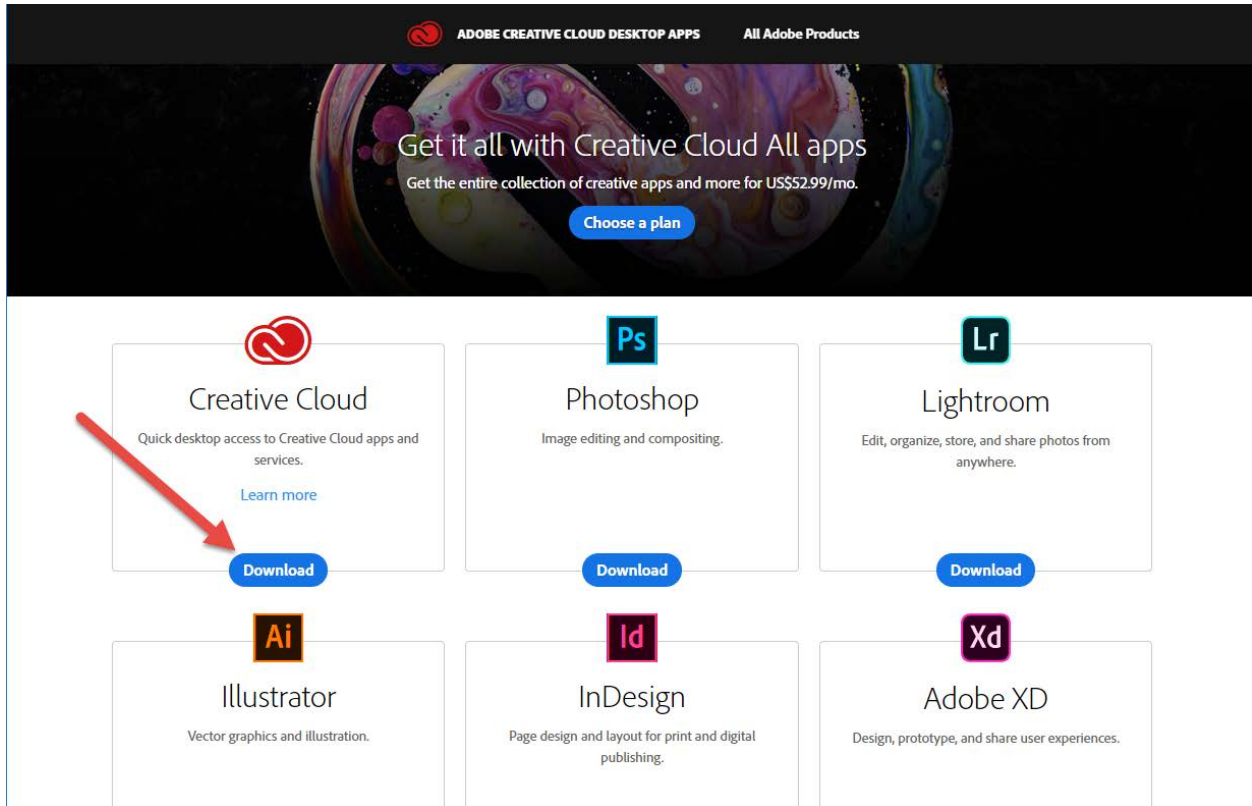 ADOBE CREATIVE CLOUD DESKTOP APPS All Adobe Products
Get it all with Creative Cloud All apps
Get the entire collection of creative apps and more for US$52.99/mo.
Choose a plan
Ps
Lr
Creative Cloud
Quick desktop access to Creative Cloud apps and
services.
Learn more
Download
Photoshop
Image editing and compositing.
Download
Lightroom
Edit, organize, store, and share photos from
anywhere.
Download
Ai
Illustrator
Vector graphics and illustration.
Id
InDesign
Page design and layout for print and digital
publishing.
Xd
Adobe XD
Design, prototype, and share user experiences.